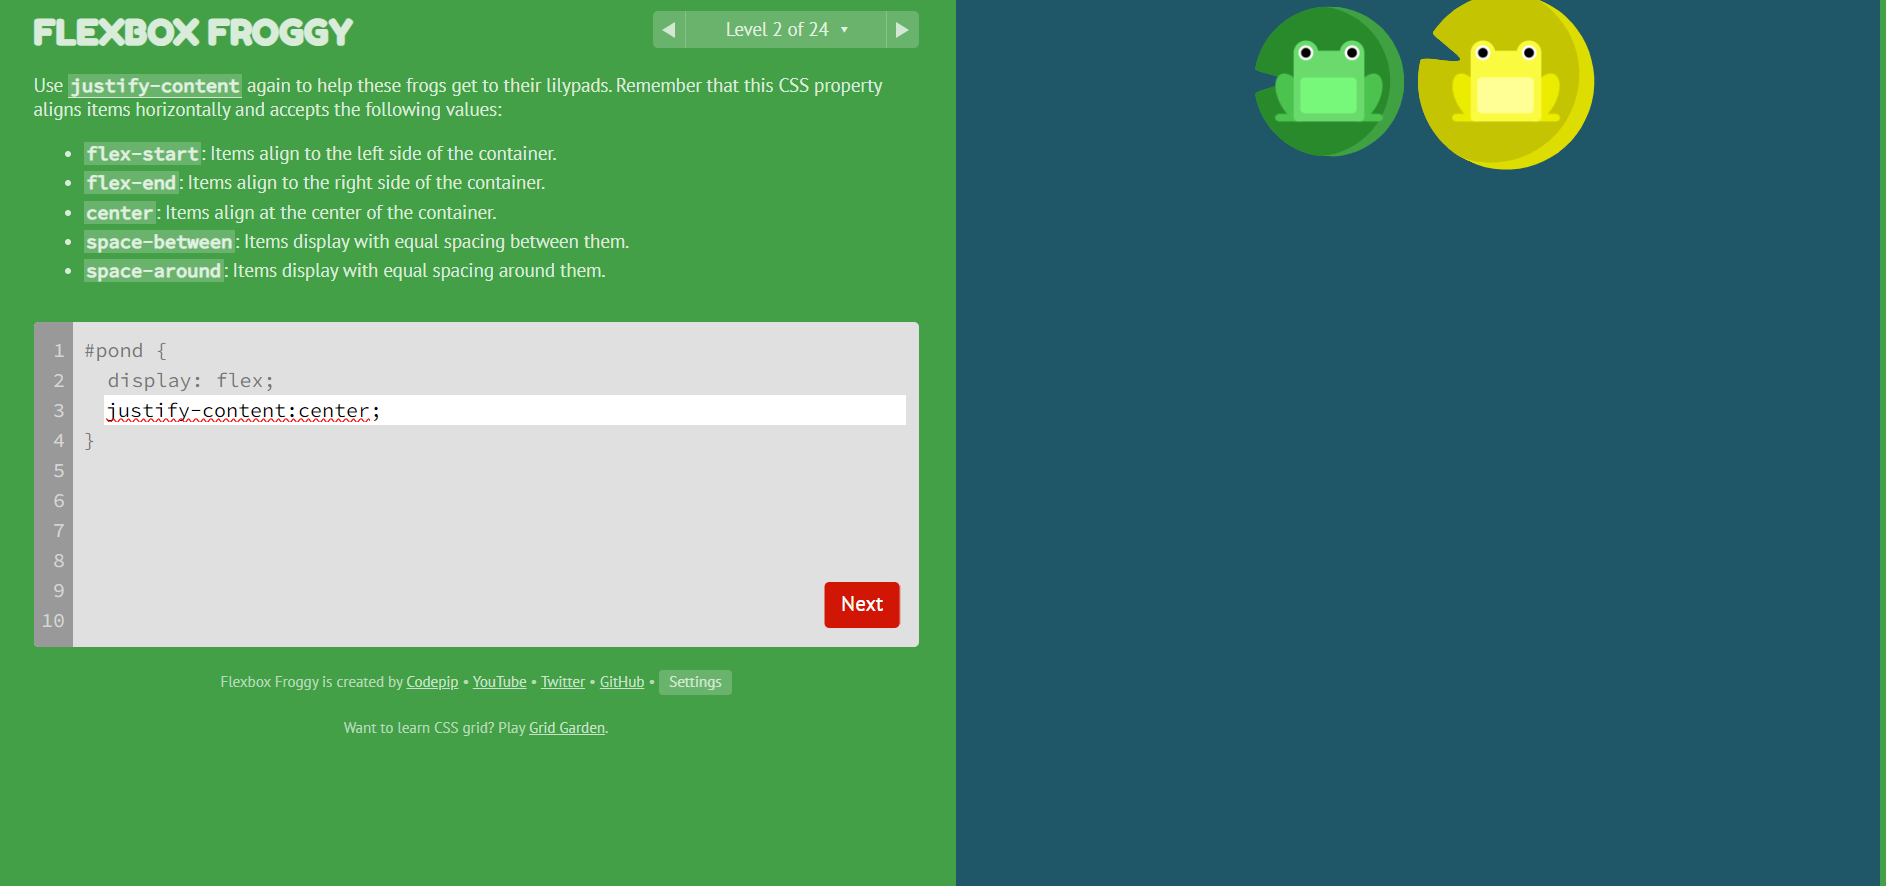 FLEXBOX FROGGY
Level 2 of 24
Use justify-content again to help these frogs get to their lilypads. Remember that this CSS property
aligns items horizontally and accepts the following values:
• flex-start: Items align to the left side of the container.
• flex-end: Items align to the right side of the container.
• center: Items align at the center of the container.
• space-between: Items display with equal spacing between them.
• space-around: Items display with equal spacing around them.
1 #pond {
2 display: flex;
3 justify-content:center;
4 }
5
6
7
8
9
10
Next
Flexbox Froggy is created by Codepip • YouTube • Twitter • GitHub • Settings
Want to learn CSS grid? Play Grid Garden.